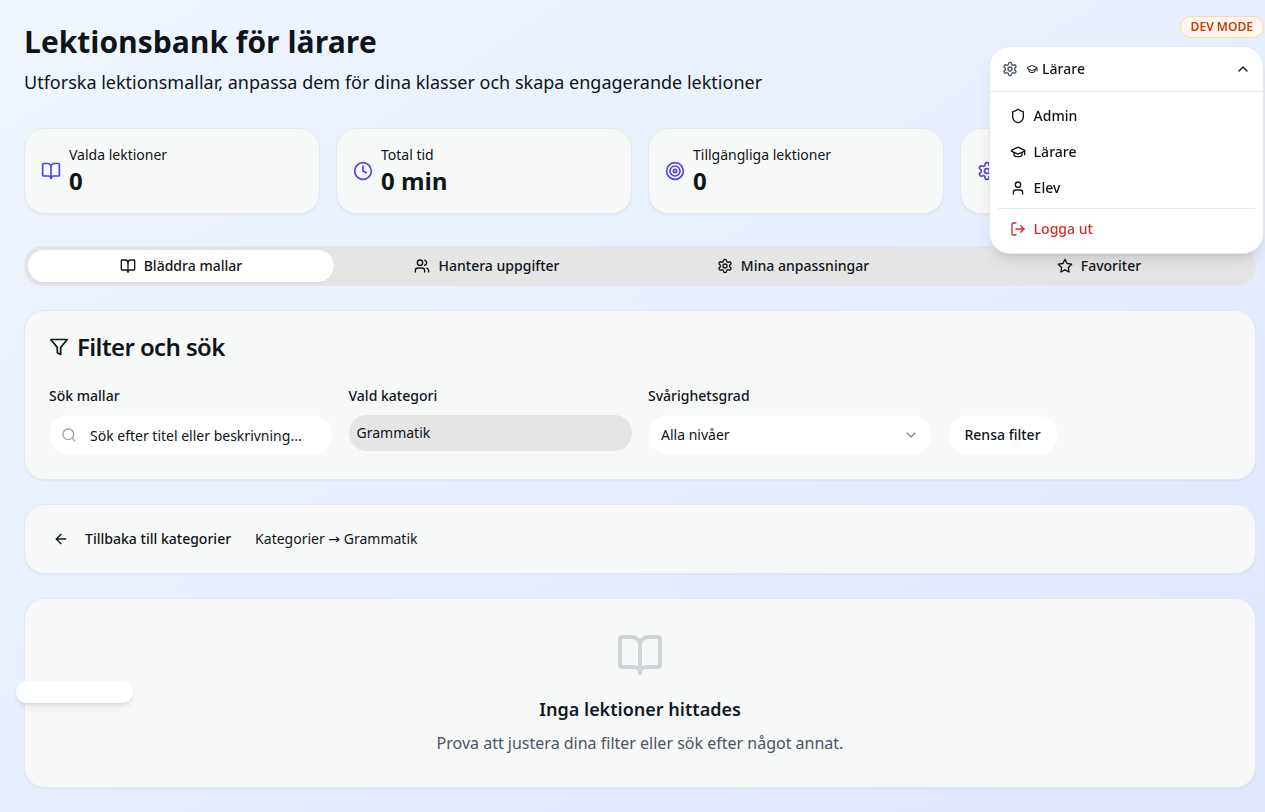 Lektionsbank för lärare
Utforska lektionsmallar, anpassa dem för dina klasser och skapa engagerande lektioner
DEV MODE
Lärare
Admin
Lärare
Elev
Logga ut
Valda lektioner
0
Total tid
0 min
Tillgängliga lektioner
0
Bläddra mallar
Hantera uppgifter
Mina anpassningar
Favoriter
Filter och sök
Sök mallar
Sök efter titel eller beskrivning...
Vald kategori
Grammatik
Svårighetsgrad
Alla nivåer
Rensa filter
Tillbaka till kategorier
Kategorier → Grammatik
Inga lektioner hittades
Prova att justera dina filter eller sök efter något annat.